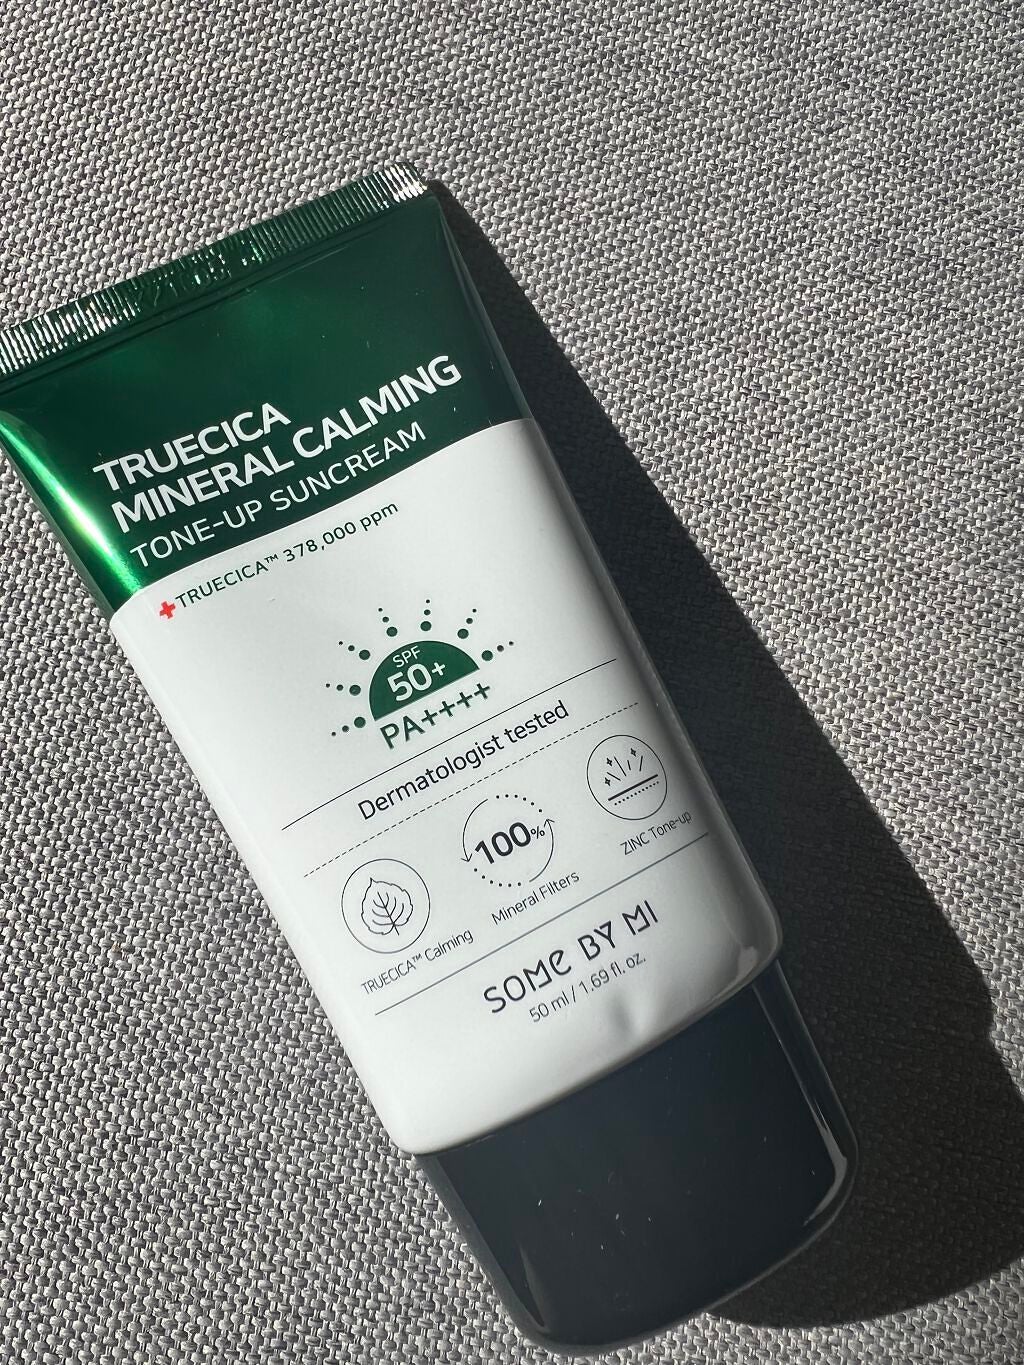 TRUECICA
MINERAL CALMING
TONE-UP SUNCREAM
TRUECICA™ 378,000 ppm
SPF
50+
PA++++
Dermatologist tested
TRUECICA™ Calming
100%
Mineral Filters
ZINC Tone-up
SOME BY MI
50 ml / 1.69 fl. oz.